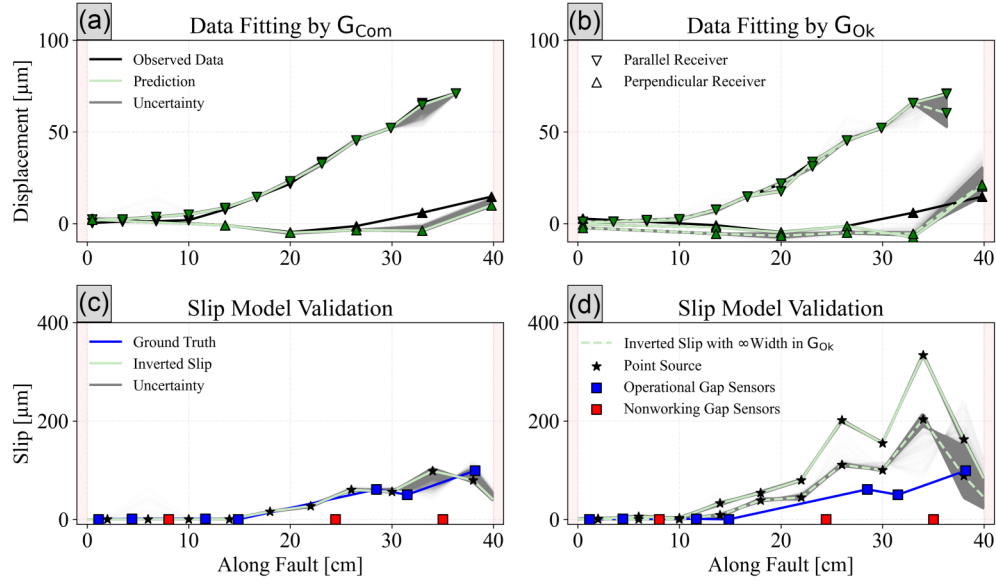 (a)
Data Fitting by G_Com
100
50
0
Displacement [μm]
Observed Data
Prediction
Uncertainty
0
10
20
30
40
(b)
Data Fitting by G_Ok
100
50
0
Parallel Receiver
Perpendicular Receiver
0
10
20
30
40
(c)
Slip Model Validation
400
200
0
Slip [μm]
Ground Truth
Inverted Slip
Uncertainty
0
10
20
30
40
Along Fault [cm]
(d)
Slip Model Validation
400
200
0
Inverted Slip with ∞Width in G_Ok
Point Source
Operational Gap Sensors
Nonworking Gap Sensors
0
10
20
30
40
Along Fault [cm]